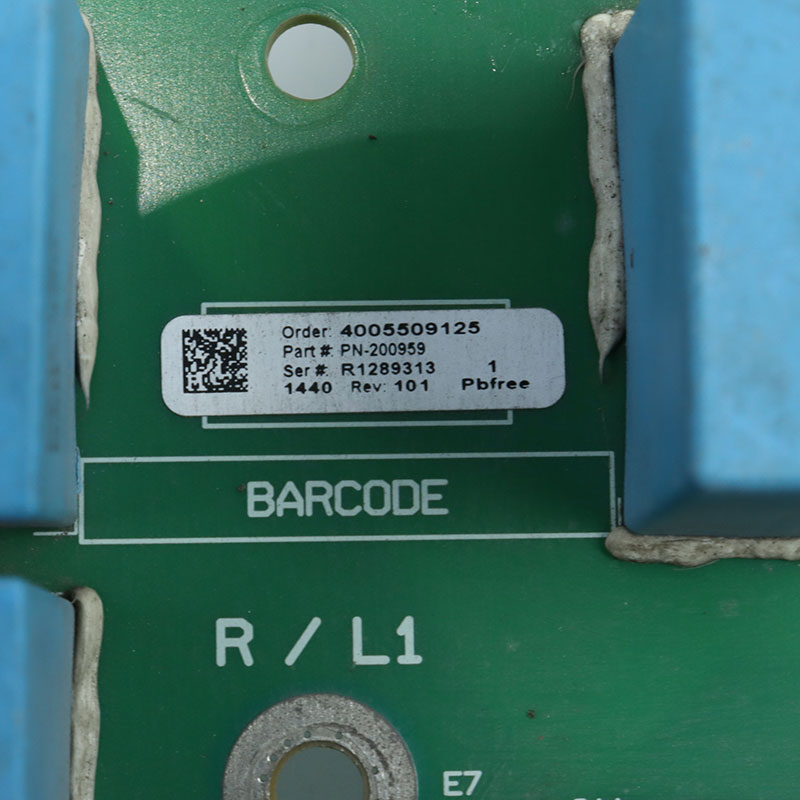 Order: 4005509125
Part #: PN-200959
Ser #: R1289313 1
1440 Rev: 101 Pbfree
BARCODE
R / L1
E7